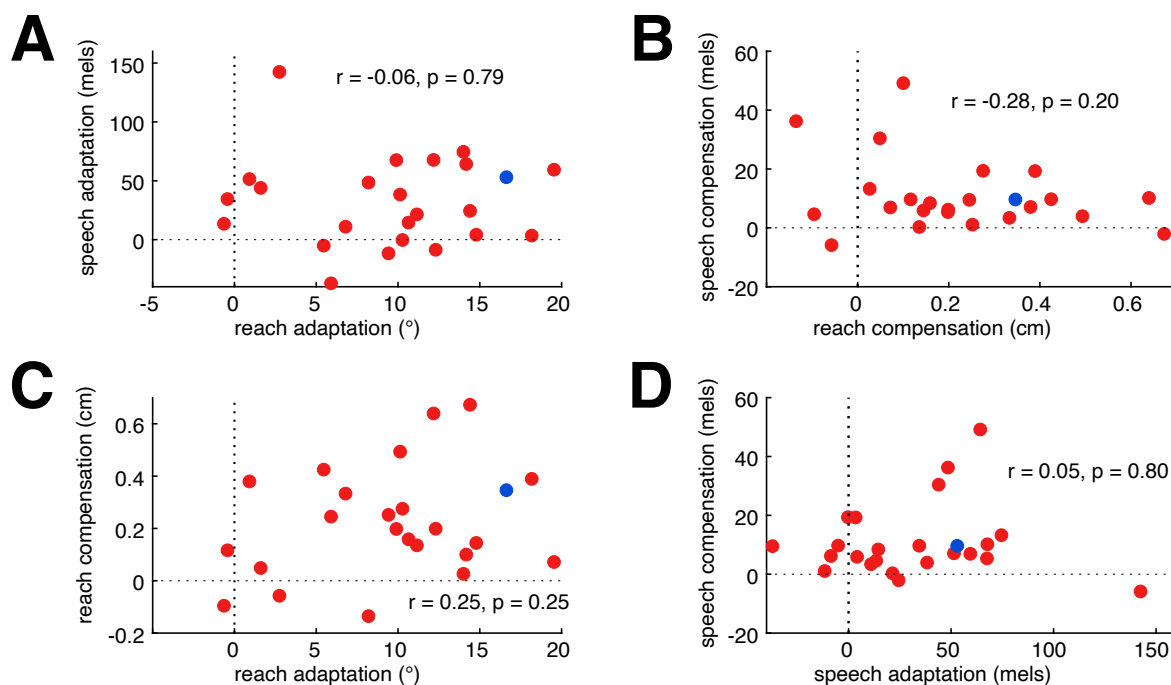 A
speech adaptation (mels)
150
100
50
0
r = -0.06, p = 0.79
-5
0
5
10
15
20
reach adaptation (°)
B
speech compensation (mels)
60
40
20
0
-20
r = -0.28, p = 0.20
0
0.2
0.4
0.6
reach compensation (cm)
C
reach compensation (cm)
0.6
0.4
0.2
0
-0.2
r = 0.25, p = 0.25
0
5
10
15
20
reach adaptation (°)
D
speech compensation (mels)
60
40
20
0
-20
r = 0.05, p = 0.80
0
50
100
150
speech adaptation (mels)